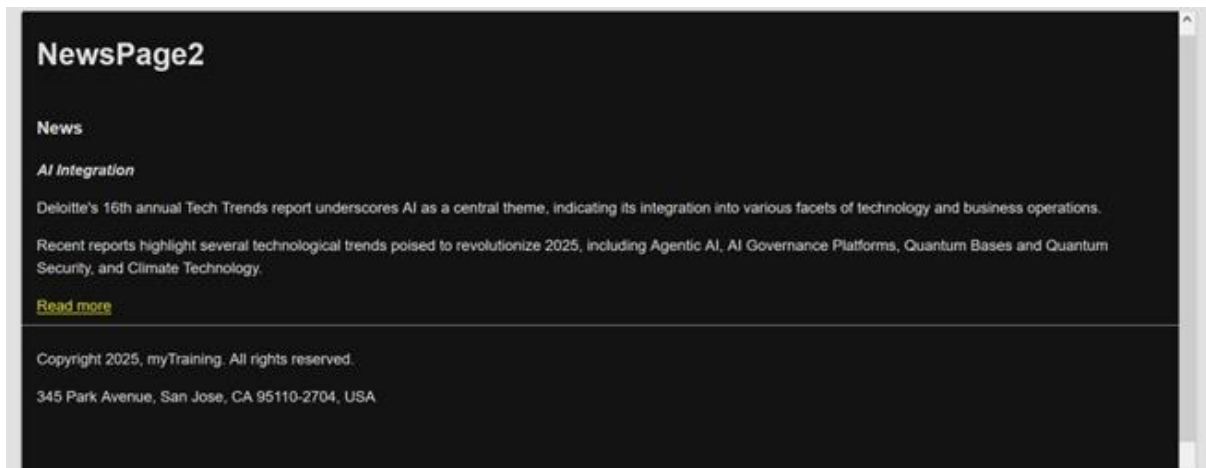 NewsPage2
News
AI Integration
Deloitte's 16th annual Tech Trends report underscores AI as a central theme, indicating its integration into various facets of technology and business operations.
Recent reports highlight several technological trends poised to revolutionize 2025, including Agentic AI, AI Governance Platforms, Quantum Bases and Quantum
Security, and Climate Technology.
Read more
Copyright 2025, myTraining. All rights reserved.
345 Park Avenue, San Jose, CA 95110-2704, USA